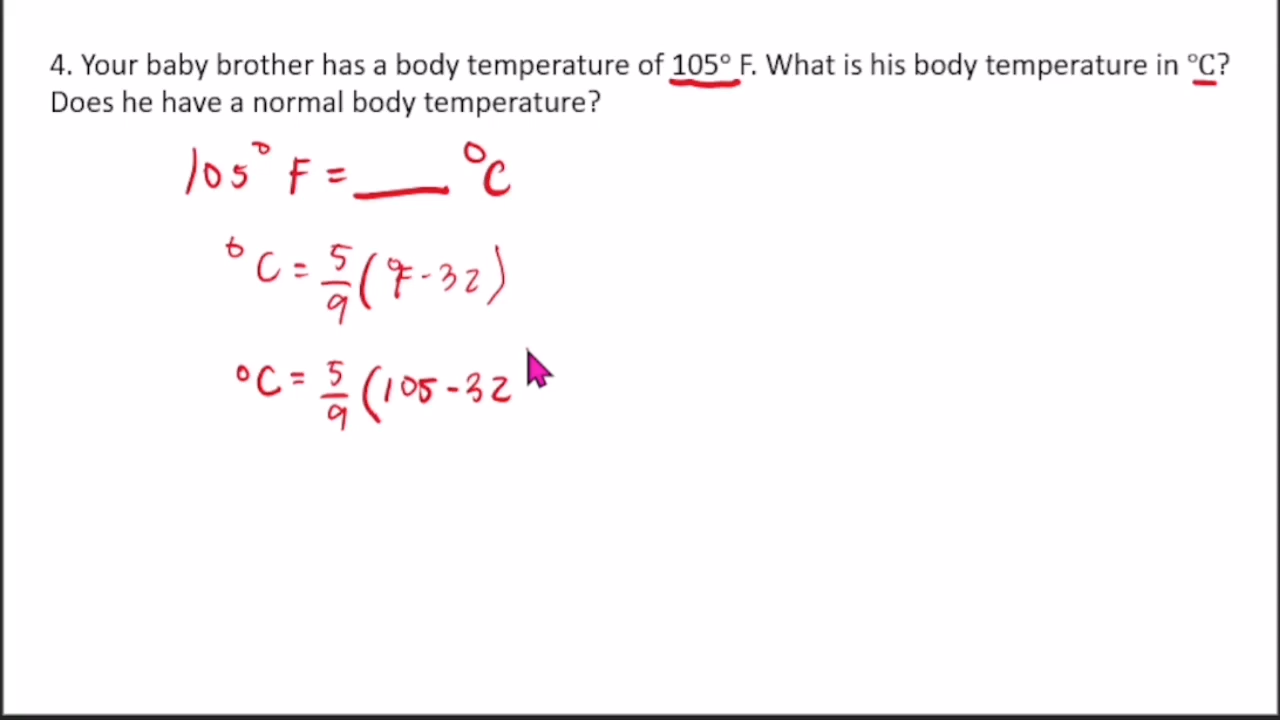 4. Your baby brother has a body temperature of 105° F. What is his body temperature in °C?
Does he have a normal body temperature?
105° F = ___ °C
°C = 5/9 (°F - 32)
°C = 5/9 (105 - 32